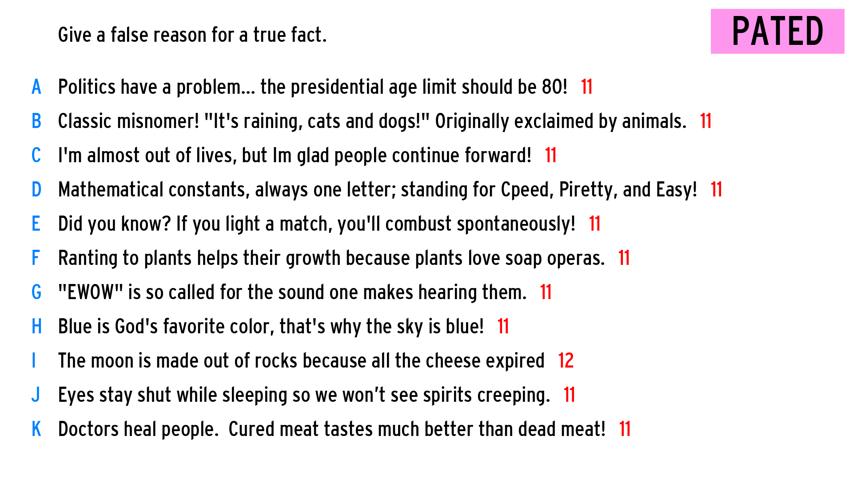 Give a false reason for a true fact.
PATED
A Politics have a problem... the presidential age limit should be 80! 11
B Classic misnomer! "It's raining, cats and dogs!" Originally exclaimed by animals. 11
C I'm almost out of lives, but Im glad people continue forward! 11
D Mathematical constants, always one letter; standing for Cpeed, Piretty, and Easy! 11
E Did you know? If you light a match, you'll combust spontaneously! 11
F Ranting to plants helps their growth because plants love soap operas. 11
G "EWOW" is so called for the sound one makes hearing them. 11
H Blue is God's favorite color, that's why the sky is blue! 11
I The moon is made out of rocks because all the cheese expired 12
J Eyes stay shut while sleeping so we won’t see spirits creeping. 11
K Doctors heal people.  Cured meat tastes much better than dead meat! 11